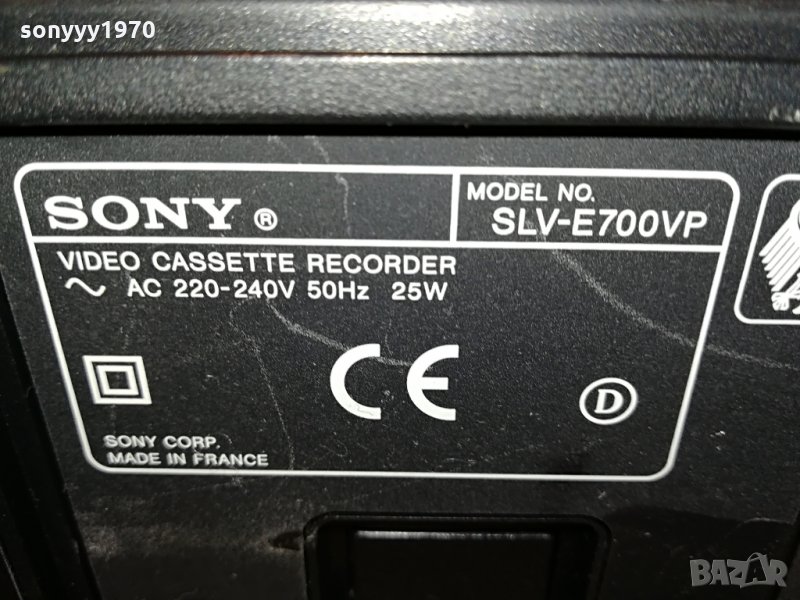 sonyyy1970
SONY ®
MODEL NO.
SLV-E700VP
VIDEO CASSETTE RECORDER
~ AC 220-240V 50Hz 25W
CE
D
SONY CORP.
MADE IN FRANCE
BAZAR